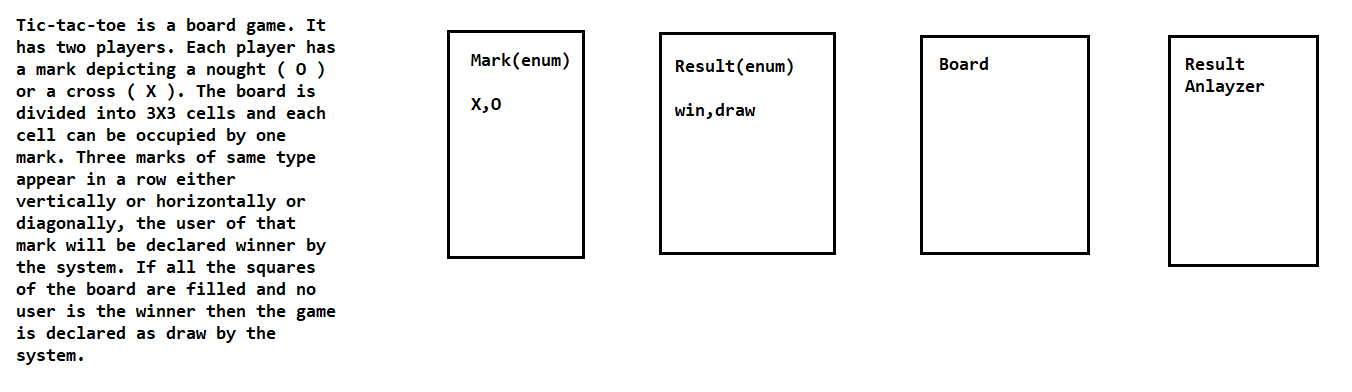 Tic-tac-toe is a board game. It
has two players. Each player has
a mark depicting a nought ( O )
or a cross ( X ). The board is
divided into 3X3 cells and each
cell can be occupied by one
mark. Three marks of same type
appear in a row either
vertically or horizontally or
diagonally, the user of that
mark will be declared winner by
the system. If all the squares
of the board are filled and no
user is the winner then the game
is declared as draw by the
system.
Mark(enum)
X,O
Result(enum)
win,draw
Board
Result
Anlayzer